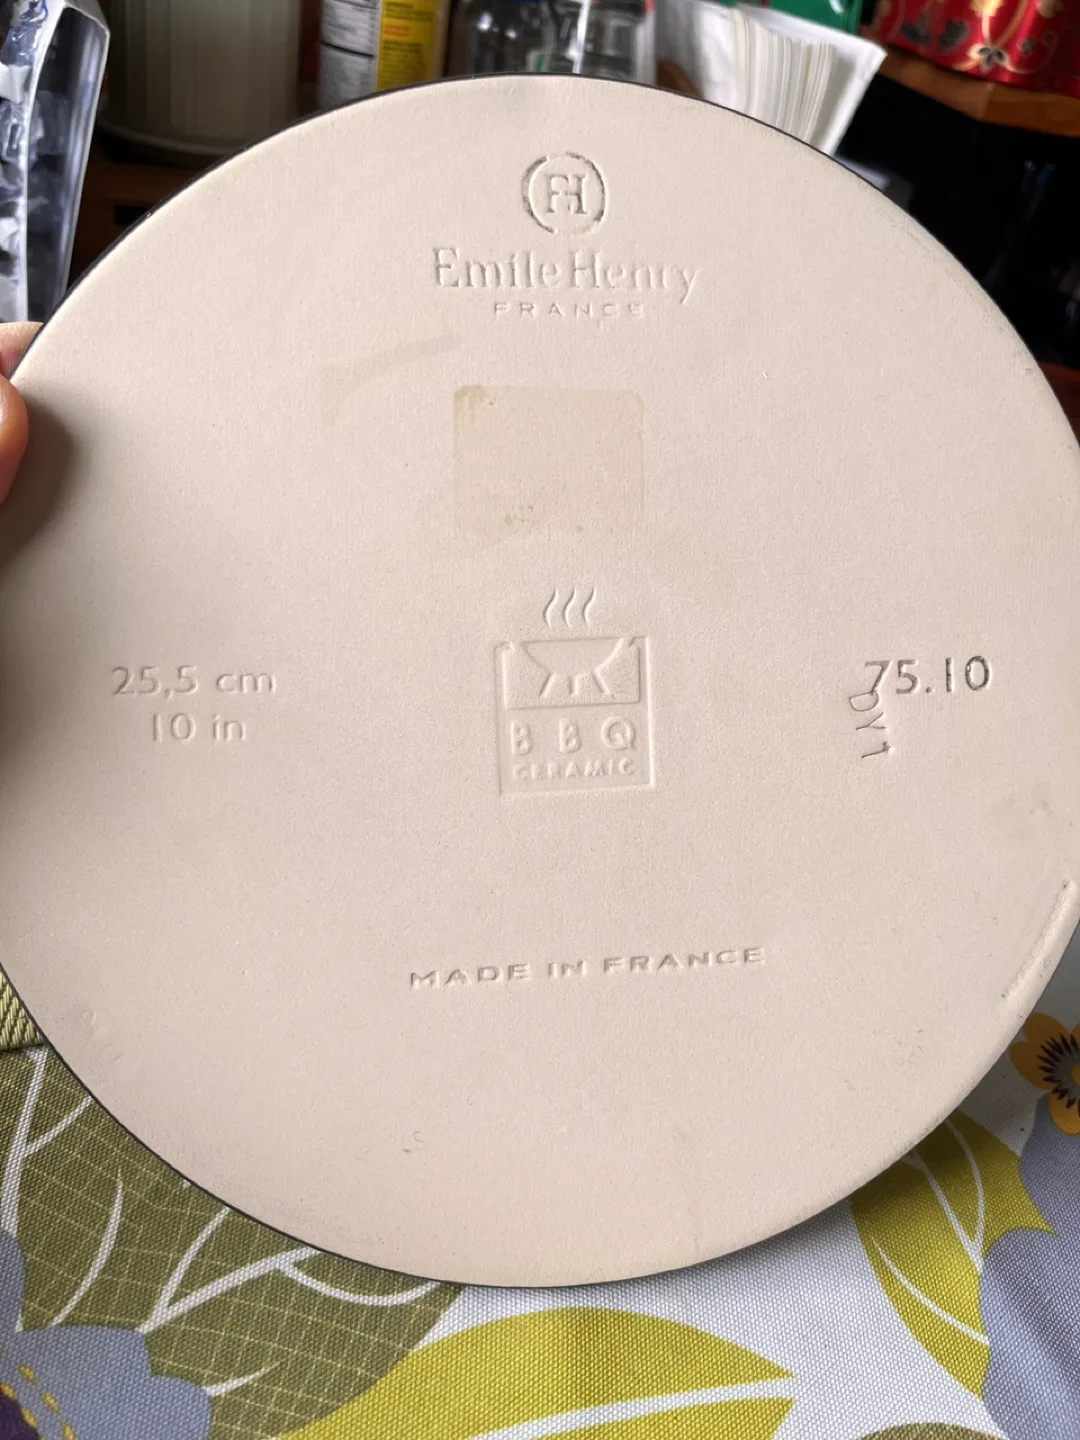 EH
Emile Henry
FRANCE
25,5 cm
10 in
BBQ
CERAMIC
75.10
DY1
MADE IN FRANCE